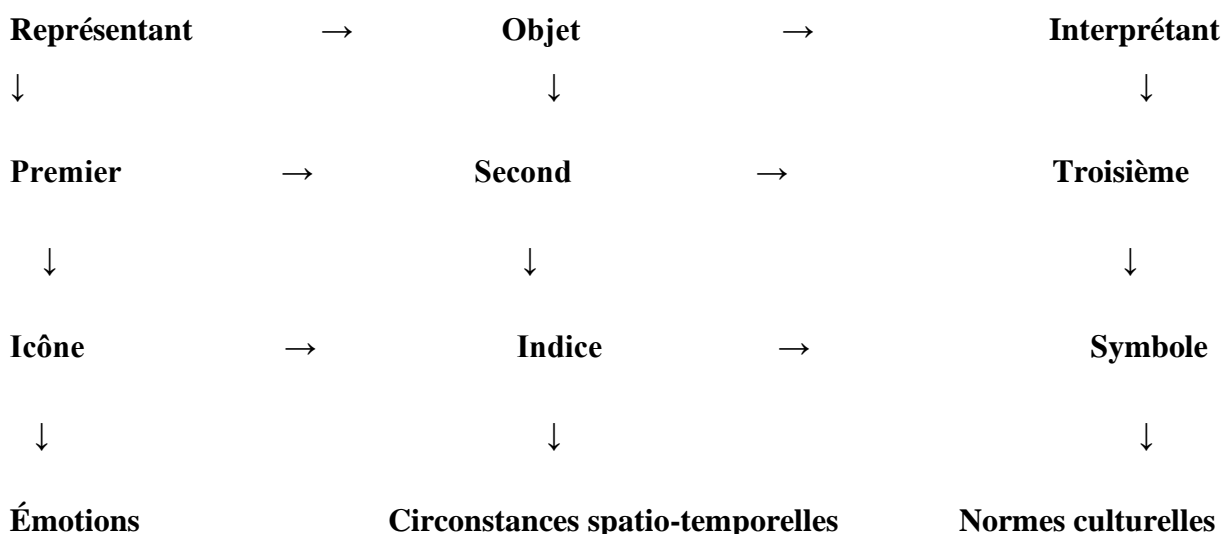 Représentant → Objet → Interprétant
↓ ↓ ↓
Premier → Second → Troisième
↓ ↓ ↓
Icône → Indice → Symbole
↓ ↓ ↓
Émotions Circonstances spatio-temporelles Normes culturelles